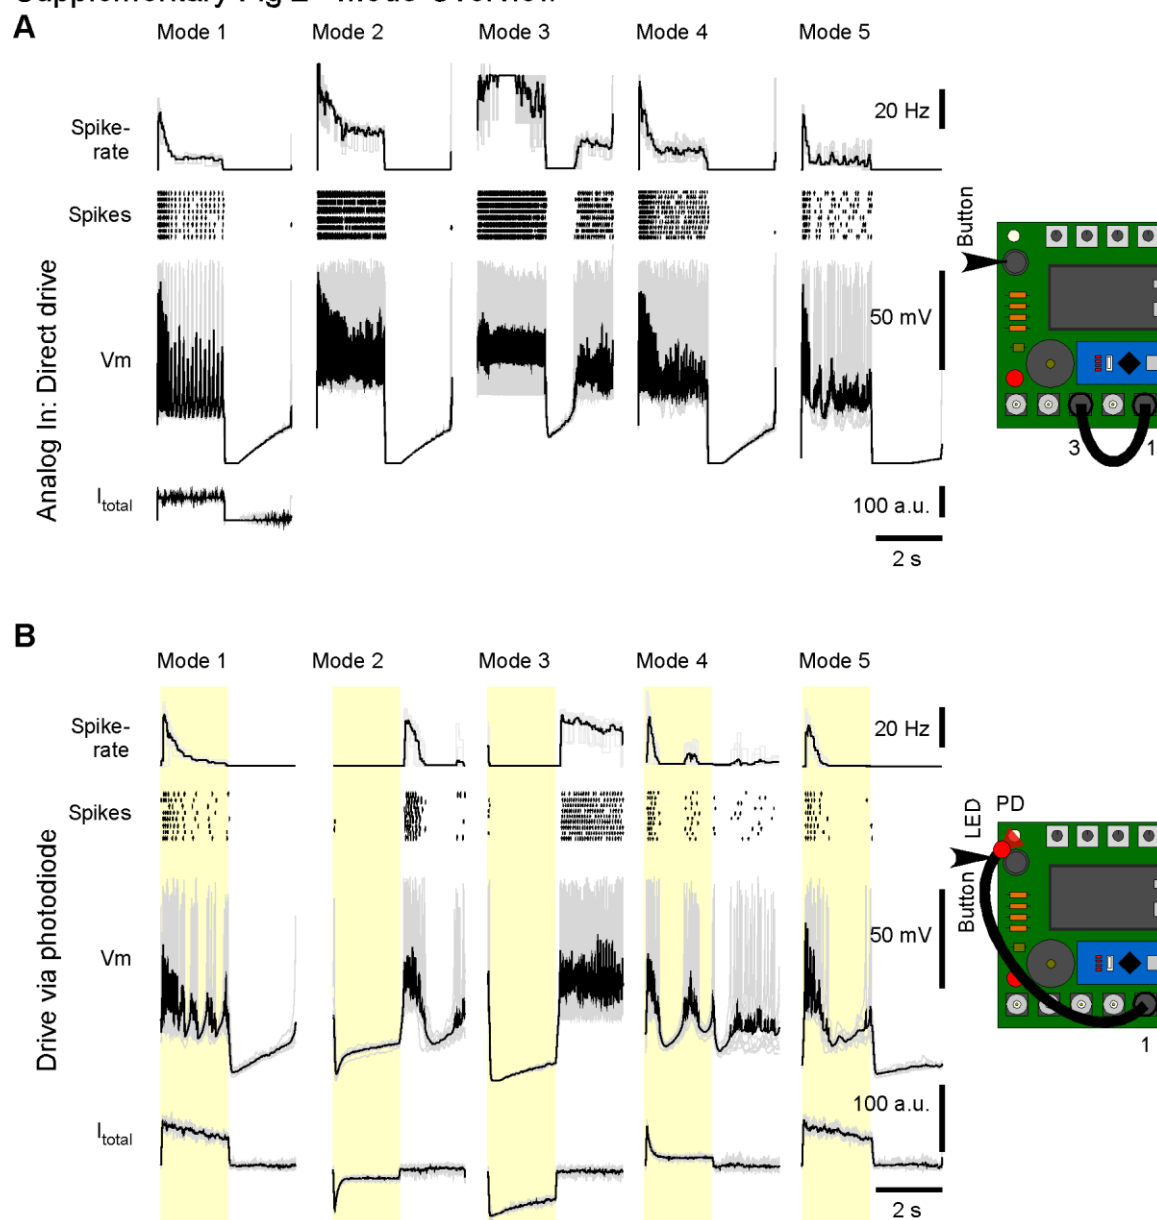 A
Mode 1 Mode 2 Mode 3 Mode 4 Mode 5
Spike-
rate
20 Hz
Spikes
Button
Vm
50 mV
Analog In: Direct drive
3 1
Itotal
100 a.u.
2 s
B
Mode 1 Mode 2 Mode 3 Mode 4 Mode 5
Spike-
rate
20 Hz
Spikes
LED
PD
Button
Vm
50 mV
Drive via photodiode
1
Itotal
100 a.u.
2 s